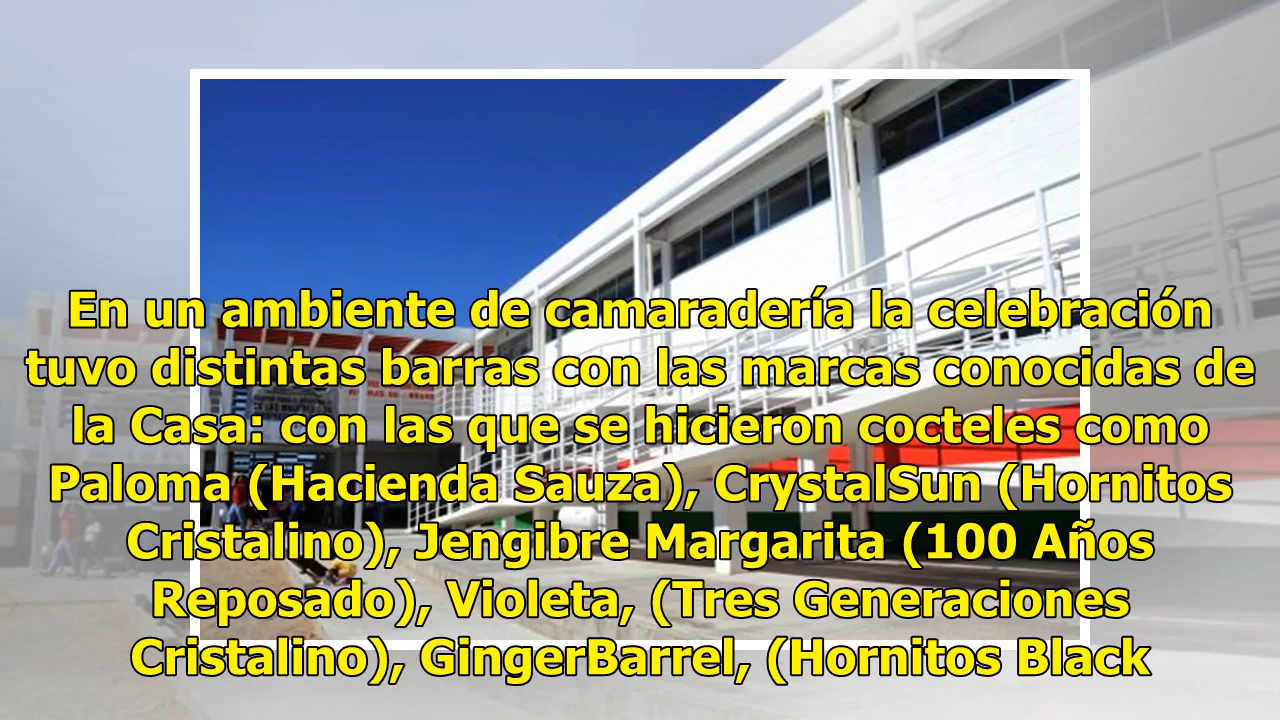 En un ambiente de camaradería la celebración
tuvo distintas barras con las marcas conocidas de
la Casa: con las que se hicieron cocteles como
Paloma (Hacienda Sauza), CrystalSun (Hornitos
Cristalino), Jengibre Margarita (100 Años
Reposado), Violeta, (Tres Generaciones
Cristalino), GingerBarrel, (Hornitos Black